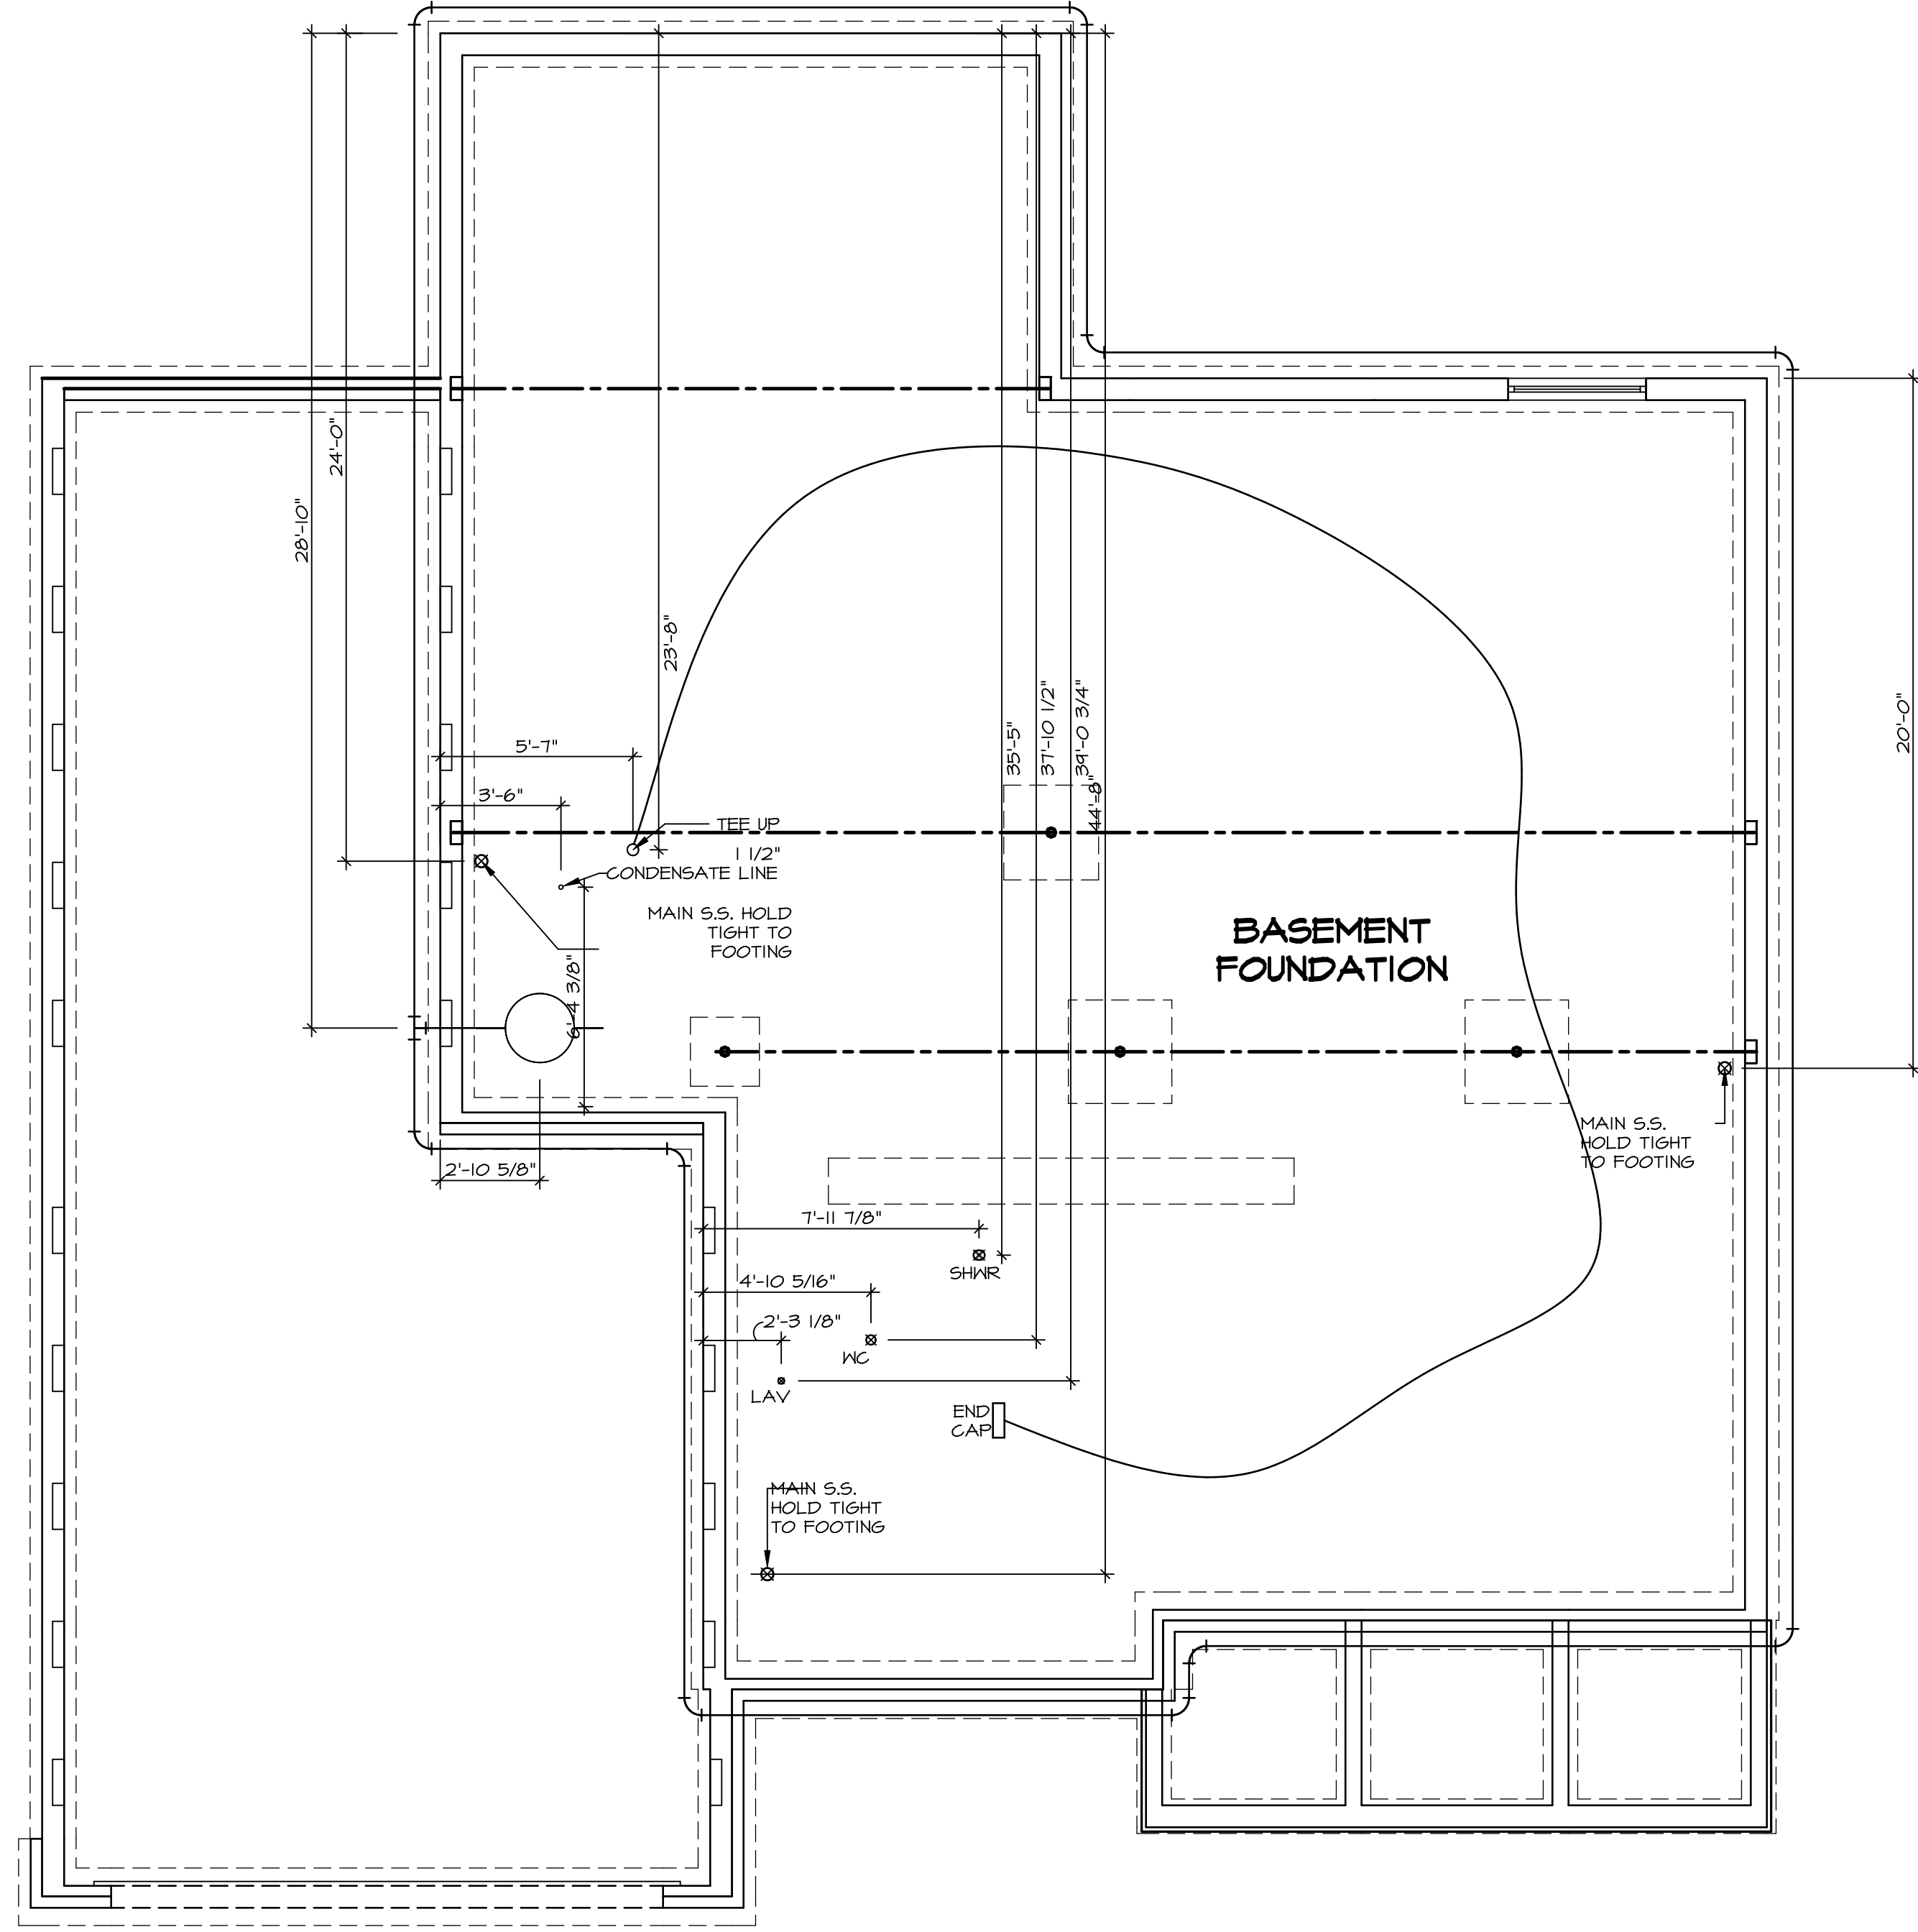 24'-0"
28'-10"
23'-8"
35'-5"
37'-10 1/2"
39'-0 3/4"
44'-8"
20'-0"
5'-7"
3'-6"
TEE UP
1 1/2"
CONDENSATE LINE
MAIN S.S. HOLD
TIGHT TO
FOOTING
BASEMENT
FOUNDATION
6'-4 3/8"
MAIN S.S.
HOLD TIGHT
TO FOOTING
2'-10 5/8"
7'-11 7/8"
SHWR
4'-10 5/16"
2'-3 1/8"
WC
LAV
END
CAP
MAIN S.S.
HOLD TIGHT
TO FOOTING